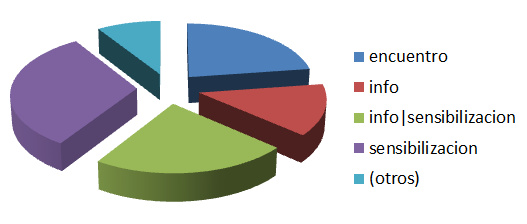 encuentro
info
info|sensibilizacion
sensibilizacion
(otros)